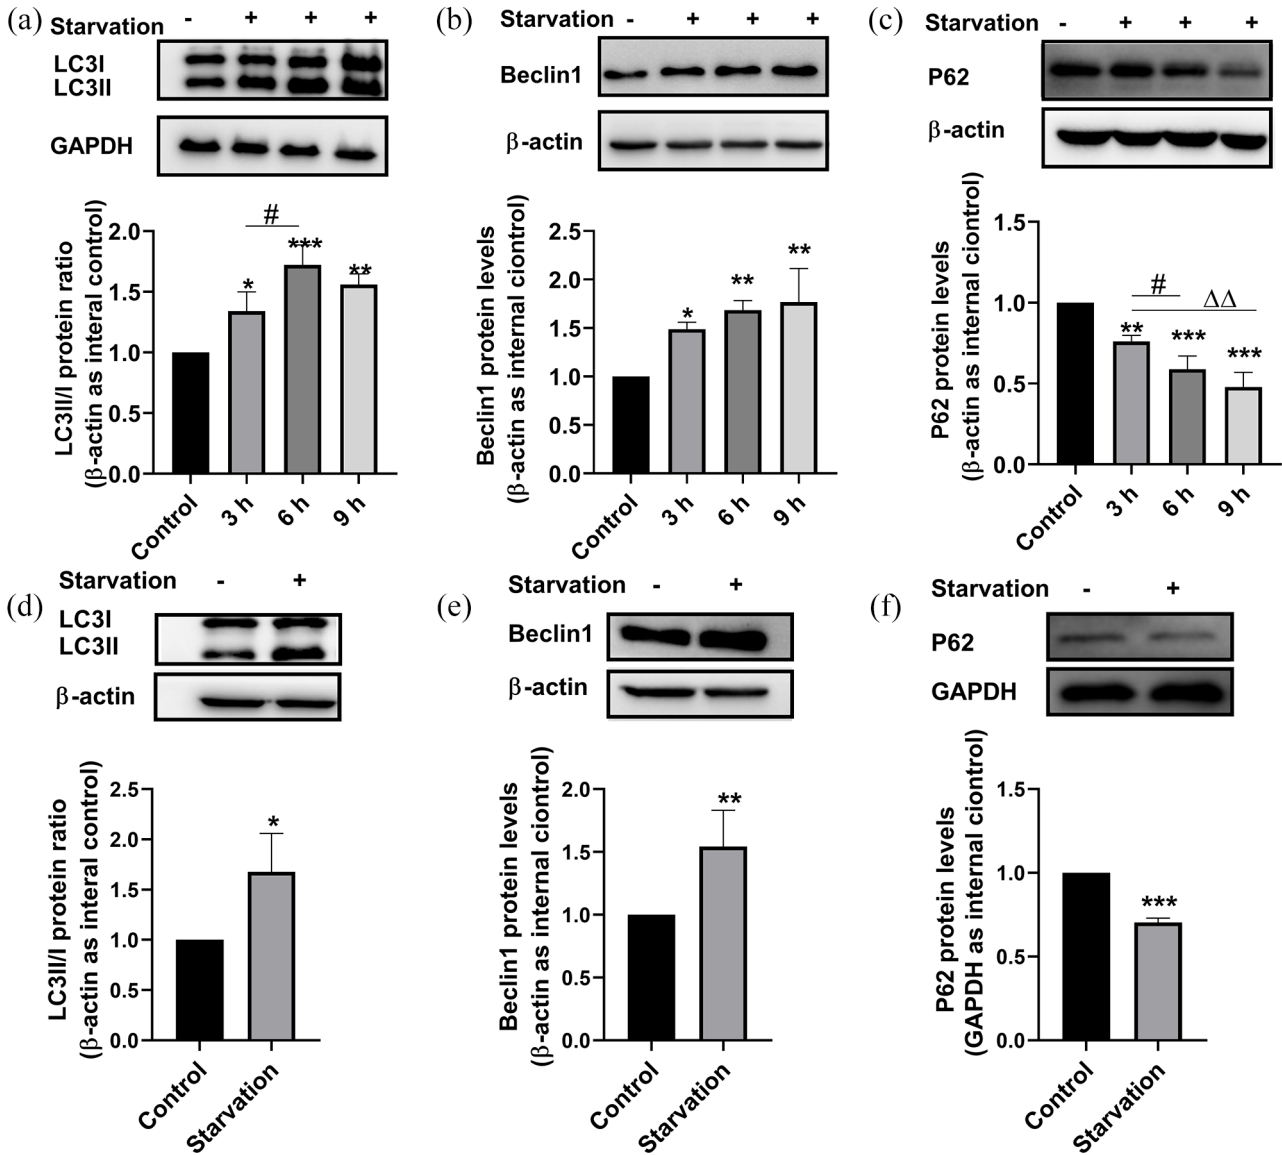 (a) Starvation - + + +
LC3I
LC3II
GAPDH
LC3II/I protein ratio
(β-actin as interal control)
2.0
1.5
1.0
0.5
0.0
#
*
***
**
Control
3 h
6 h
9 h
(b) Starvation - + + +
Beclin1
β-actin
Beclin1 protein levels
(β-actin as internal ciontrol)
2.5
2.0
1.5
1.0
0.5
0.0
*
**
**
Control
3 h
6 h
9 h
(c) Starvation - + + +
P62
β-actin
P62 protein levels
(β-actin as internal ciontrol)
1.5
1.0
0.5
0.0
#
ΔΔ
**
***
***
Control
3 h
6 h
9 h
(d) Starvation - +
LC3I
LC3II
β-actin
LC3II/I protein ratio
(β-actin as interal control)
2.5
2.0
1.5
1.0
0.5
0.0
*
Control
Starvation
(e) Starvation - +
Beclin1
β-actin
Beclin1 protein levels
(β-actin as internal ciontrol)
2.0
1.5
1.0
0.5
0.0
**
Control
Starvation
(f) Starvation - +
P62
GAPDH
P62 protein levels
(GAPDH as internal ciontrol)
1.5
1.0
0.5
0.0
***
Control
Starvation